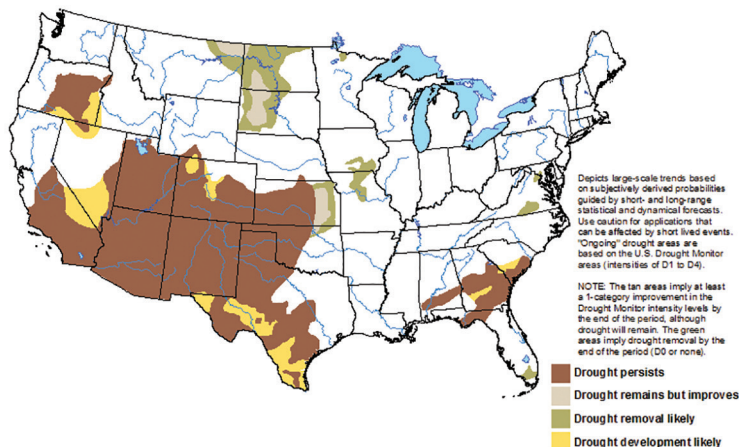 Depicts large-scale trends based
on subjectively derived probabilities
guided by short- and long-range
statistical and dynamical forecasts.
Use caution for applications that
can be affected by short lived events.
"Ongoing" drought areas are
based on the U.S. Drought Monitor
areas (intensities of D1 to D4).
NOTE: The tan areas imply at least
a 1-category improvement in the
Drought Monitor intensity levels by
the end of the period, although
drought will remain. The green
areas imply drought removal by the
end of the period (D0 or none).
Drought persists
Drought remains but improves
Drought removal likely
Drought development likely